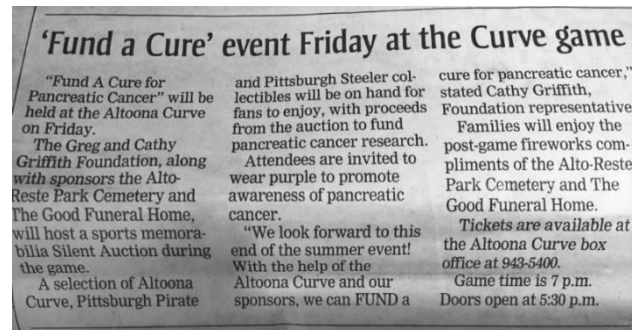 'Fund a Cure' event Friday at the Curve game
"Fund A Cure for
Pancreatic Cancer" will be
held at the Altoona Curve
on Friday.
The Greg and Cathy
Griffith Foundation, along
with sponsors the Alto-
Reste Park Cemetery and
The Good Funeral Home,
will host a sports memora-
bilia Silent Auction during
the game.
A selection of Altoona
Curve, Pittsburgh Pirate
and Pittsburgh Steeler col-
lectibles will be on hand for
fans to enjoy, with proceeds
from the auction to fund
pancreatic cancer research.
Attendees are invited to
wear purple to promote
awareness of pancreatic
cancer.
"We look forward to this
end of the summer event!
With the help of the
Altoona Curve and our
sponsors, we can FUND a
cure for pancreatic cancer,"
stated Cathy Griffith,
Foundation representative
Families will enjoy the
post-game fireworks com-
pliments of the Alto-Reste
Park Cemetery and The
Good Funeral Home.
Tickets are available at
the Altoona Curve box
office at 943-5400.
Game time is 7 p.m.
Doors open at 5:30 p.m.